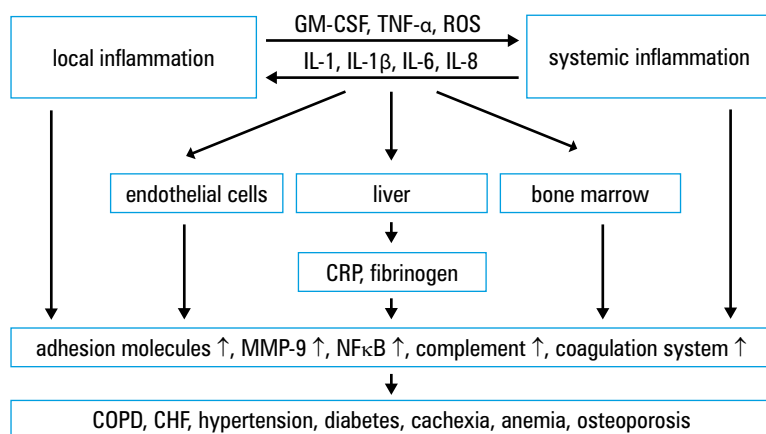 GM-CSF, TNF-α, ROS
local inflammation
systemic inflammation
IL-1, IL-1β, IL-6, IL-8
endothelial cells
liver
bone marrow
CRP, fibrinogen
adhesion molecules ↑, MMP-9 ↑, NFκB ↑, complement ↑, coagulation system ↑
COPD, CHF, hypertension, diabetes, cachexia, anemia, osteoporosis